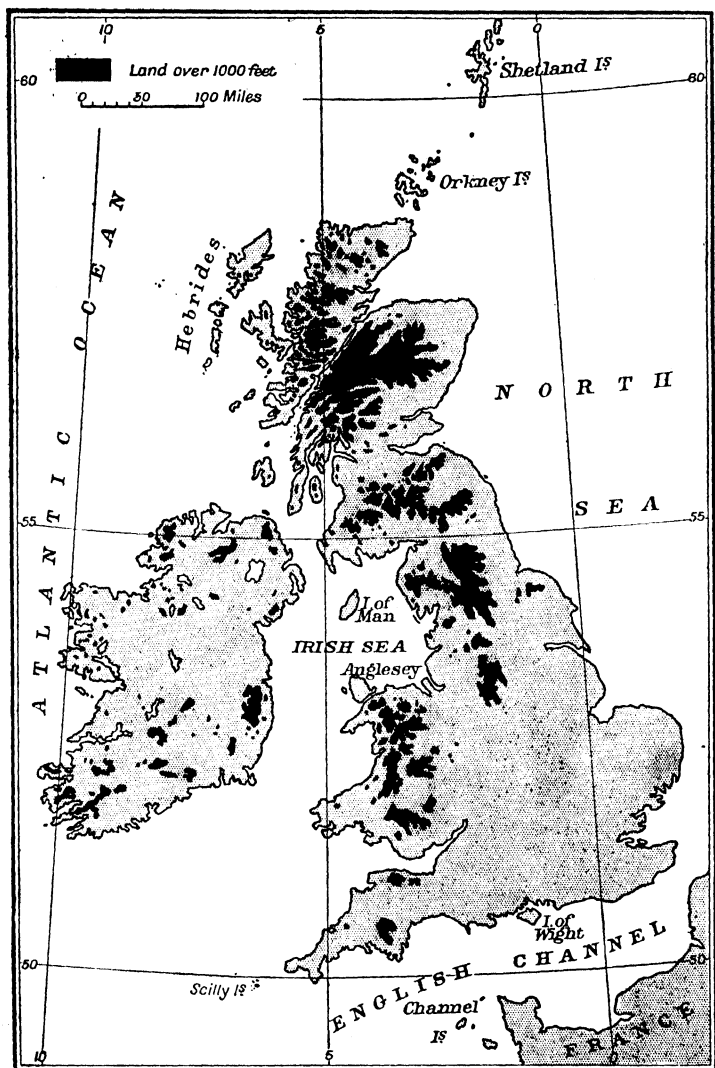 10 5 0
Land over 1000 feet
0 50 100 Miles
60 60
Shetland Is
Orkney Is
Hebrides
ATLANTIC OCEAN
NORTH
SEA
55 55
I. of
Man
IRISH SEA
Anglesey
I. of
Wight
ENGLISH CHANNEL
50 50
Scilly Is
Channel
Is
FRANCE
10 5 0